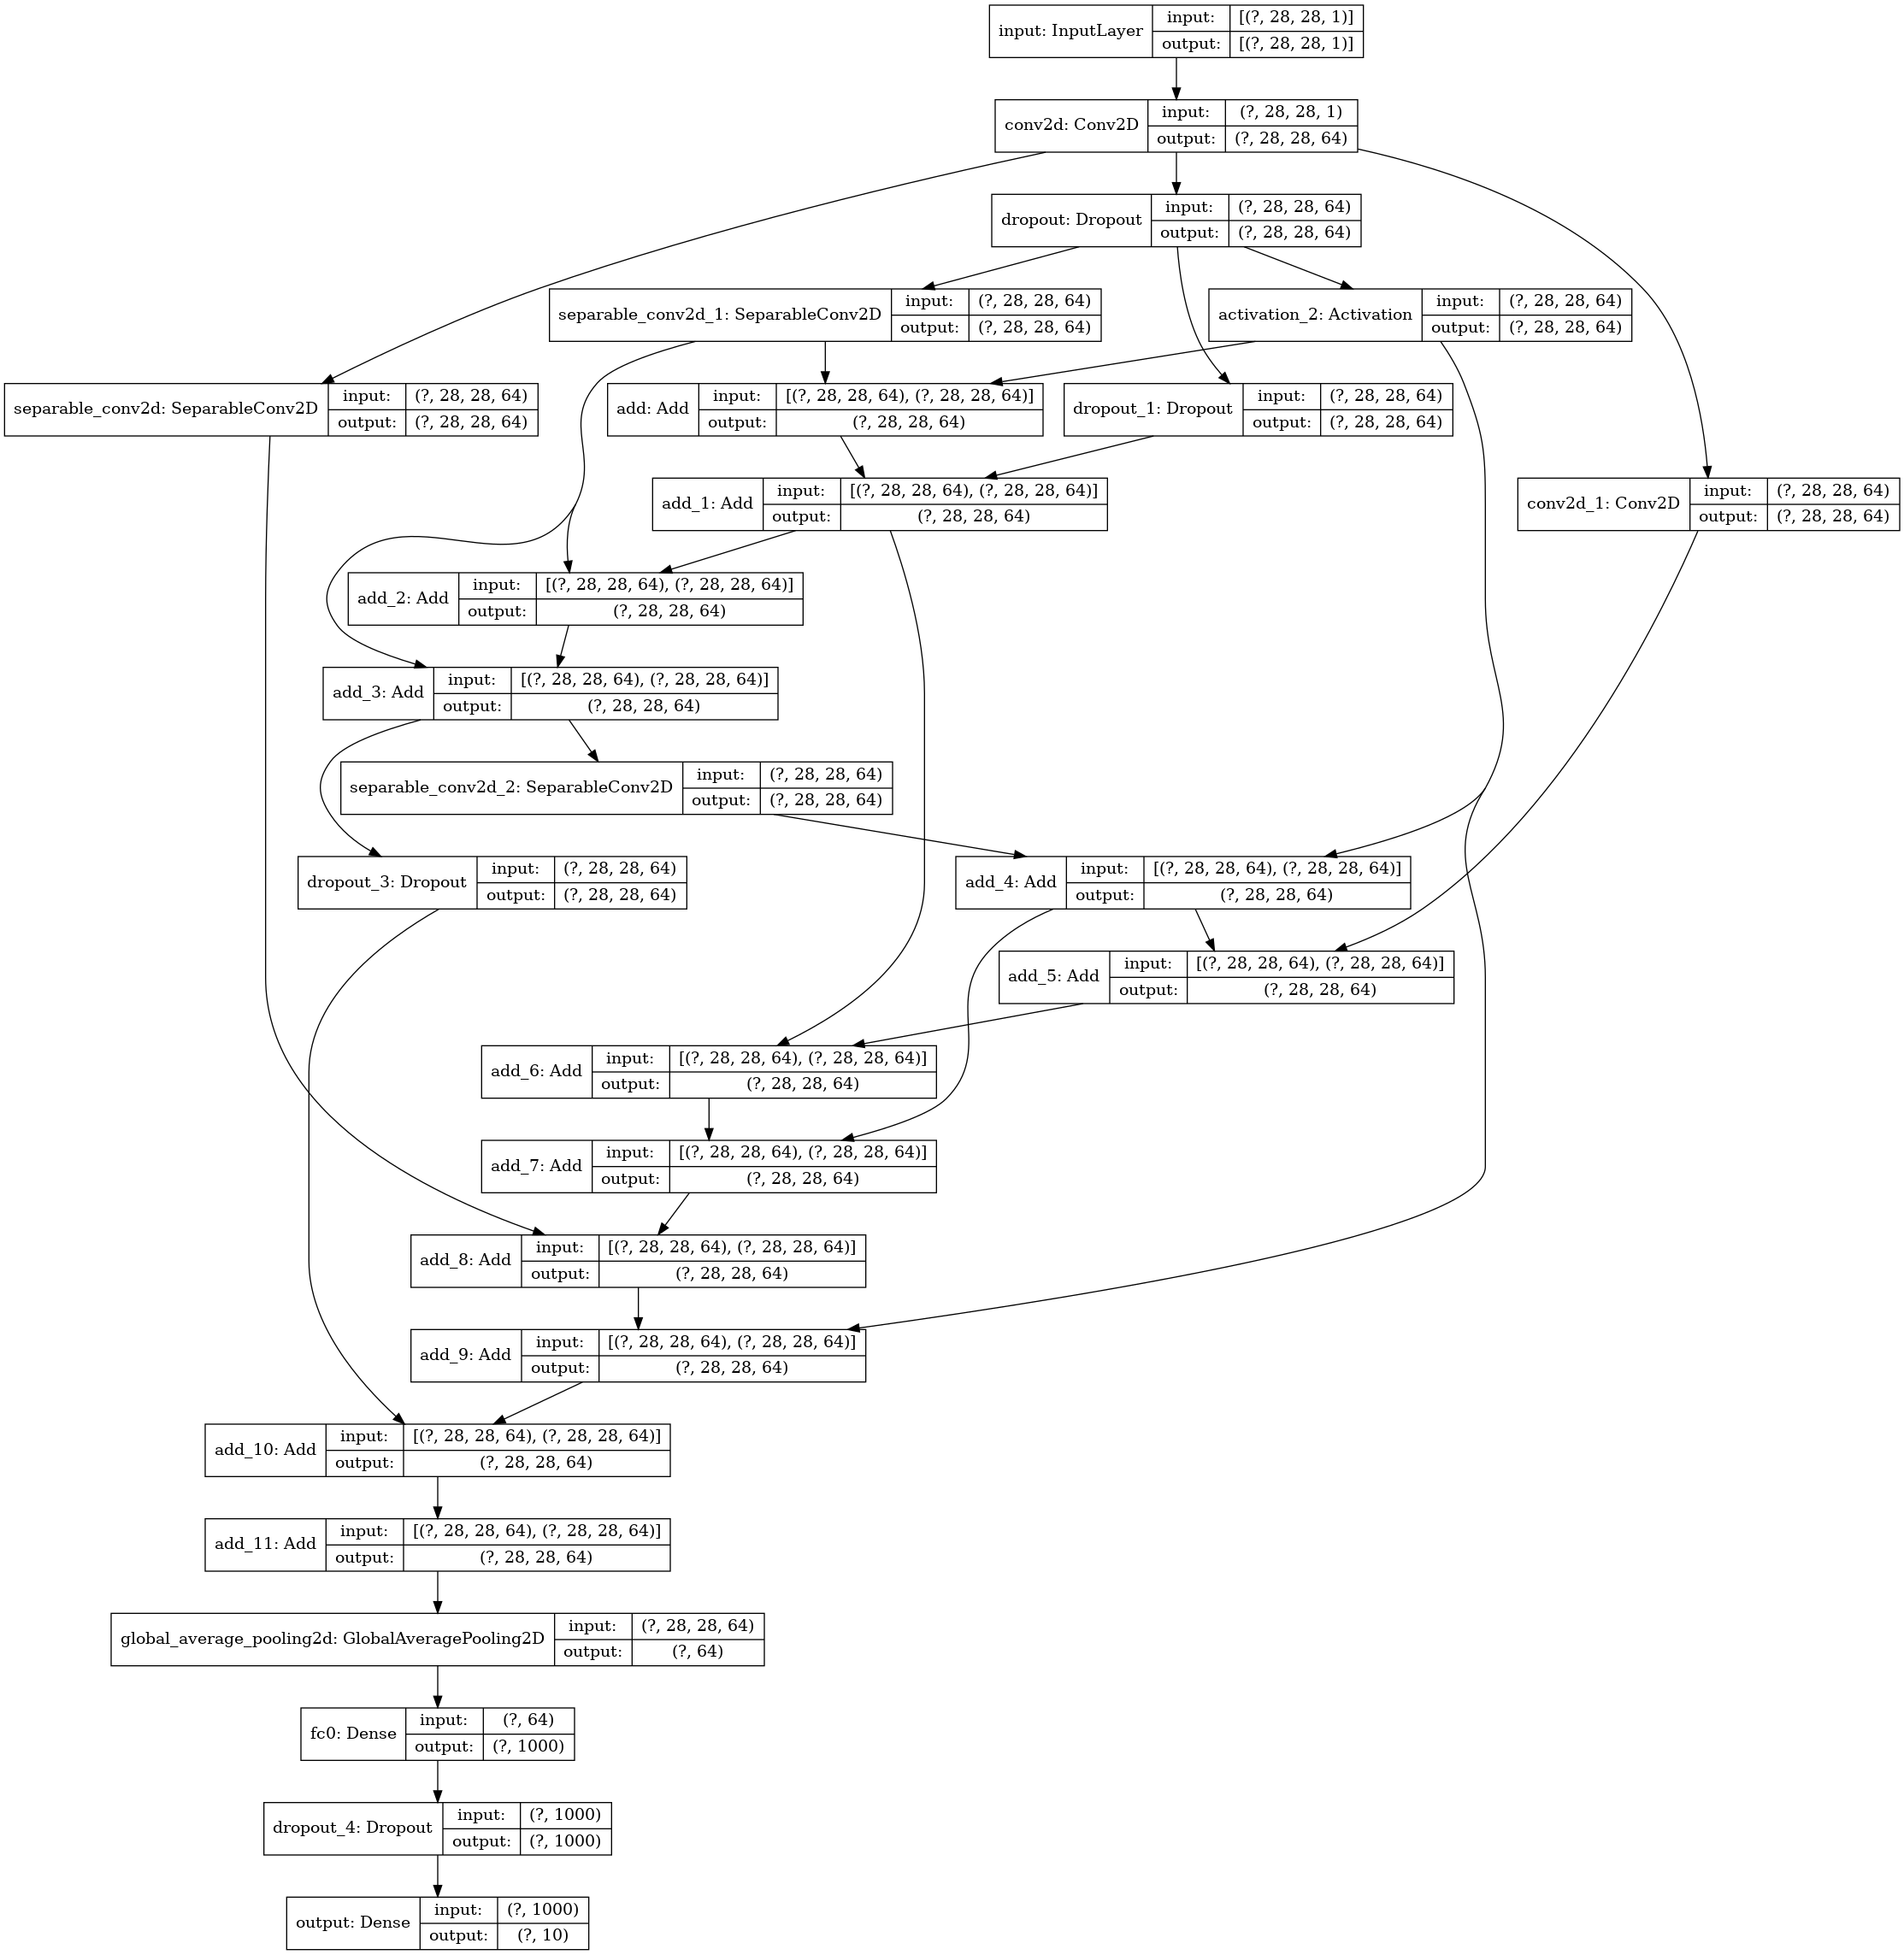 input: InputLayer
input: [(?, 28, 28, 1)]
output: [(?, 28, 28, 1)]
conv2d: Conv2D
input: (?, 28, 28, 1)
output: (?, 28, 28, 64)
dropout: Dropout
input: (?, 28, 28, 64)
output: (?, 28, 28, 64)
separable_conv2d_1: SeparableConv2D
input: (?, 28, 28, 64)
output: (?, 28, 28, 64)
activation_2: Activation
input: (?, 28, 28, 64)
output: (?, 28, 28, 64)
separable_conv2d: SeparableConv2D
input: (?, 28, 28, 64)
output: (?, 28, 28, 64)
add: Add
input: [(?, 28, 28, 64), (?, 28, 28, 64)]
output: (?, 28, 28, 64)
dropout_1: Dropout
input: (?, 28, 28, 64)
output: (?, 28, 28, 64)
add_1: Add
input: [(?, 28, 28, 64), (?, 28, 28, 64)]
output: (?, 28, 28, 64)
conv2d_1: Conv2D
input: (?, 28, 28, 64)
output: (?, 28, 28, 64)
add_2: Add
input: [(?, 28, 28, 64), (?, 28, 28, 64)]
output: (?, 28, 28, 64)
add_3: Add
input: [(?, 28, 28, 64), (?, 28, 28, 64)]
output: (?, 28, 28, 64)
separable_conv2d_2: SeparableConv2D
input: (?, 28, 28, 64)
output: (?, 28, 28, 64)
dropout_3: Dropout
input: (?, 28, 28, 64)
output: (?, 28, 28, 64)
add_4: Add
input: [(?, 28, 28, 64), (?, 28, 28, 64)]
output: (?, 28, 28, 64)
add_5: Add
input: [(?, 28, 28, 64), (?, 28, 28, 64)]
output: (?, 28, 28, 64)
add_6: Add
input: [(?, 28, 28, 64), (?, 28, 28, 64)]
output: (?, 28, 28, 64)
add_7: Add
input: [(?, 28, 28, 64), (?, 28, 28, 64)]
output: (?, 28, 28, 64)
add_8: Add
input: [(?, 28, 28, 64), (?, 28, 28, 64)]
output: (?, 28, 28, 64)
add_9: Add
input: [(?, 28, 28, 64), (?, 28, 28, 64)]
output: (?, 28, 28, 64)
add_10: Add
input: [(?, 28, 28, 64), (?, 28, 28, 64)]
output: (?, 28, 28, 64)
add_11: Add
input: [(?, 28, 28, 64), (?, 28, 28, 64)]
output: (?, 28, 28, 64)
global_average_pooling2d: GlobalAveragePooling2D
input: (?, 28, 28, 64)
output: (?, 64)
fc0: Dense
input: (?, 64)
output: (?, 1000)
dropout_4: Dropout
input: (?, 1000)
output: (?, 1000)
output: Dense
input: (?, 1000)
output: (?, 10)